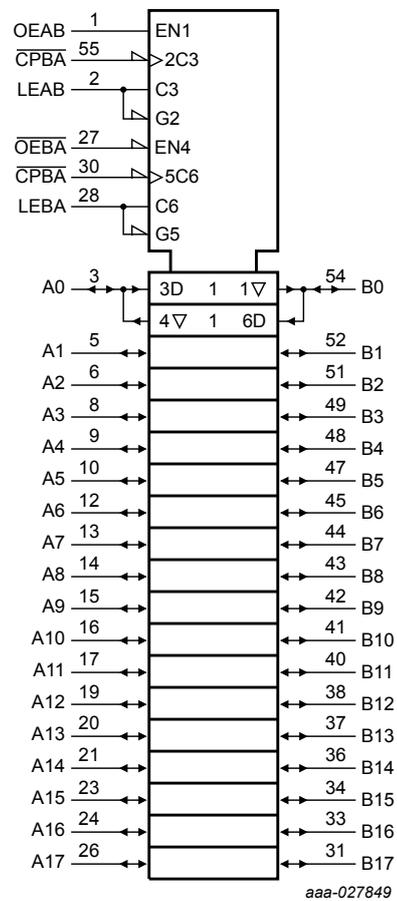 OEAB 1 EN1
CPBA 55 2C3
LEAB 2 C3
G2
OEBA 27 EN4
CPBA 30 5C6
LEBA 28 C6
G5
A0 3 3D 1 1▽ 54 B0
4▽ 1 6D
A1 5 52 B1
A2 6 51 B2
A3 8 49 B3
A4 9 48 B4
A5 10 47 B5
A6 12 45 B6
A7 13 44 B7
A8 14 43 B8
A9 15 42 B9
A10 16 41 B10
A11 17 40 B11
A12 19 38 B12
A13 20 37 B13
A14 21 36 B14
A15 23 34 B15
A16 24 33 B16
A17 26 31 B17
aaa-027849